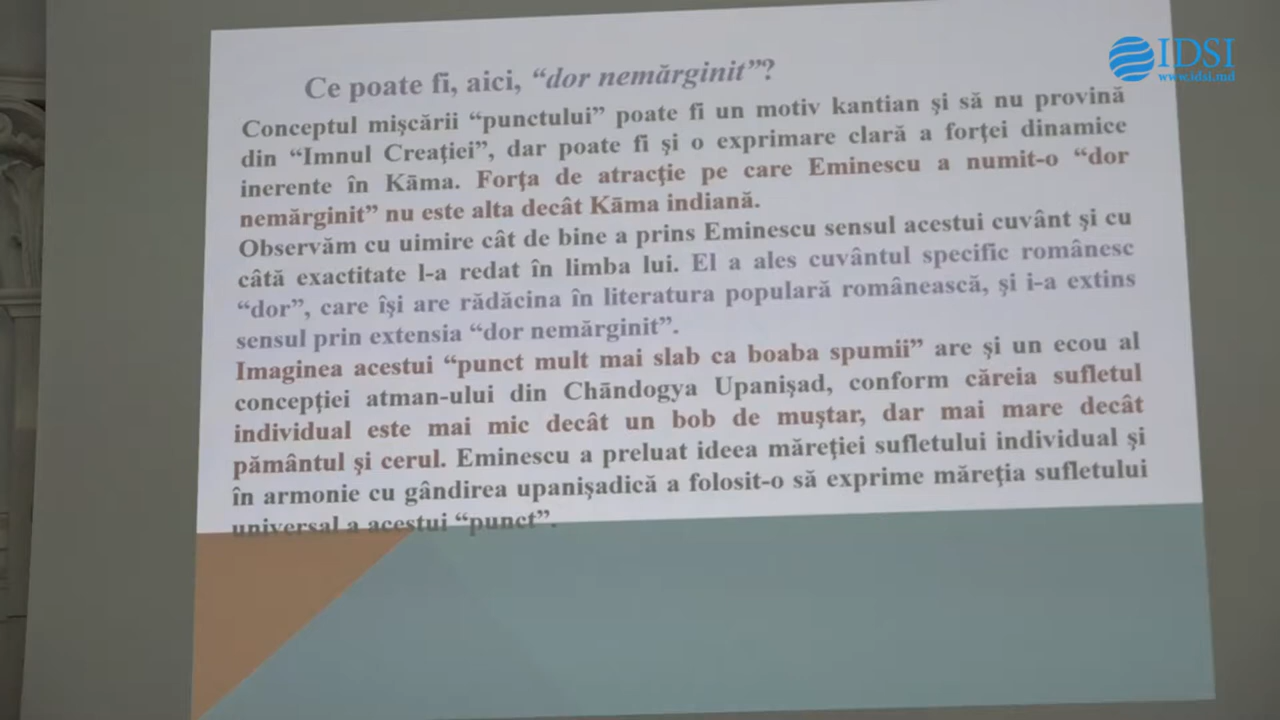 IDSI
www.idsi.md
Ce poate fi, aici, “dor nemărginit”?
Conceptul mişcării “punctului” poate fi un motiv kantian şi să nu provină
din “Imnul Creaţiei”, dar poate fi şi o exprimare clară a forţei dinamice
inerente în Kāma. Forţa de atracţie pe care Eminescu a numit-o “dor
nemărginit” nu este alta decât Kāma indiană.
Observăm cu uimire cât de bine a prins Eminescu sensul acestui cuvânt şi cu
câtă exactitate l-a redat în limba lui. El a ales cuvântul specific românesc
“dor”, care îşi are rădăcina în literatura populară românească, şi i-a extins
sensul prin extensia “dor nemărginit”.
Imaginea acestui “punct mult mai slab ca boaba spumii” are şi un ecou al
concepţiei atman-ului din Chāndogya Upanişad, conform căreia sufletul
individual este mai mic decât un bob de muştar, dar mai mare decât
pământul şi cerul. Eminescu a preluat ideea măreţiei sufletului individual şi
în armonie cu gândirea upanişadică a folosit-o să exprime măreţia sufletului
universal a acestui “punct”.